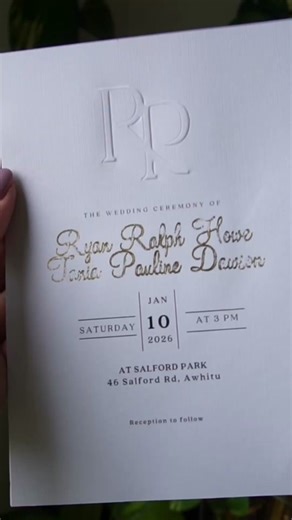 RR
THE WEDDING CEREMONY OF
Ryan Ralph Howe
Tania Pauline Dawson
JAN
SATURDAY 10 AT 3 PM
2026
AT SALFORD PARK
46 Salford Rd, Awhitu
Reception to follow